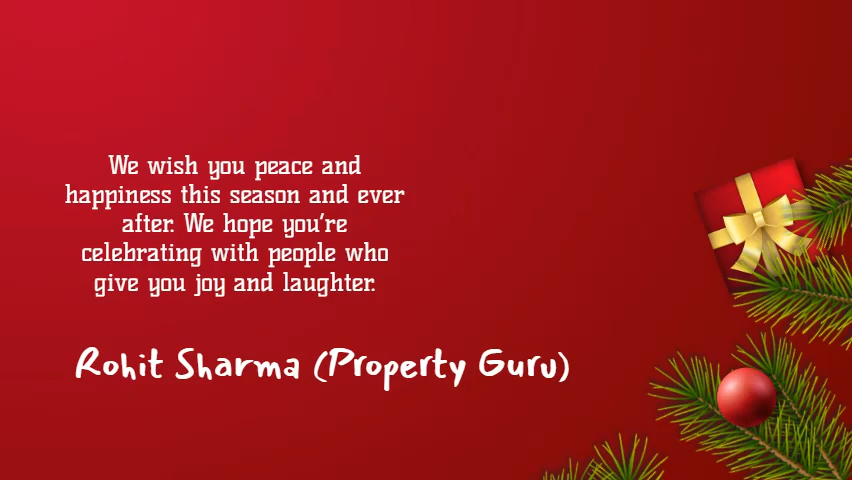 We wish you peace and
happiness this season and ever
after. We hope you're
celebrating with people who
give you joy and laughter.
Rohit Sharma (Property Guru)